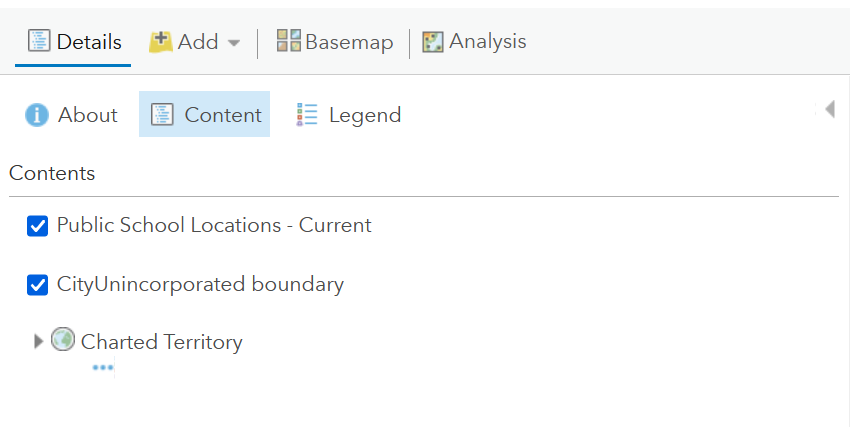 Details Add Basemap Analysis
About Content Legend
Contents
Public School Locations - Current
CityUnincorporated boundary
Charted Territory